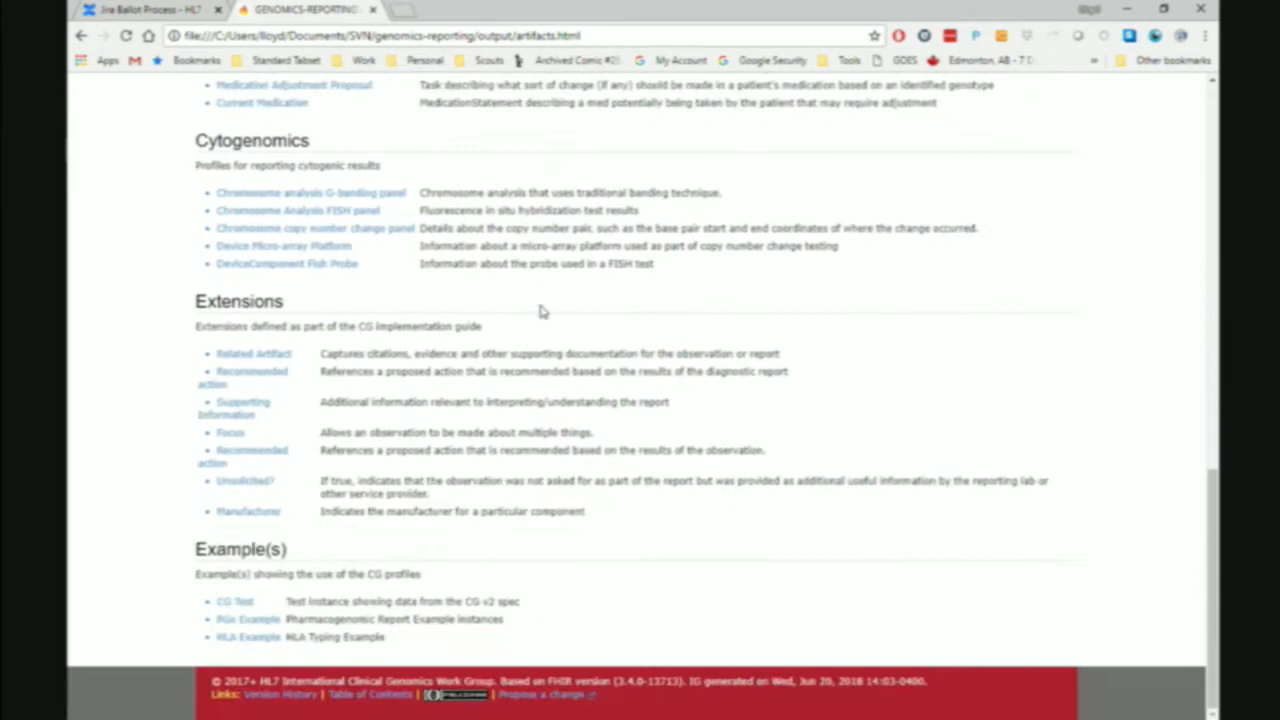 Jira Ballot Process - HL7
GENOMICS-REPORTING
file:///C:/Users/lloyd/Documents/SVN/genomics-reporting/output/artifacts.html
Apps Bookmarks Standard Tabset Work Personal Scouts Archived Comic #25 My Account Google Security Tools GOES Edmonton, AB - 7 D » Other bookmarks
Medication Adjustment Proposal Task describing what sort of change (if any) should be made in a patient's medication based on an identified genotype
Current Medication MedicationStatement describing a med potentially being taken by the patient that may require adjustment
Cytogenomics
Profiles for reporting cytogenic results
Chromosome analysis G-banding panel Chromosome analysis that uses traditional banding technique.
Chromosome Analysis FISH panel Fluorescence in situ hybridization test results
Chromosome copy number change panel Details about the copy number pair, such as the base pair start and end coordinates of where the change occurred.
Device Micro-array Platform Information about a micro-array platform used as part of copy number change testing
DeviceComponent Fish Probe Information about the probe used in a FISH test
Extensions
Extensions defined as part of the CG implementation guide
Related Artifact Captures citations, evidence and other supporting documentation for the observation or report
Recommended References a proposed action that is recommended based on the results of the diagnostic report
action
Supporting Additional information relevant to interpreting/understanding the report
Information
Focus Allows an observation to be made about multiple things.
Recommended References a proposed action that is recommended based on the results of the observation.
action
Unsolicited? If true, indicates that the observation was not asked for as part of the report but was provided as additional useful information by the reporting lab or
other service provider.
Manufacturer Indicates the manufacturer for a particular component
Example(s)
Example(s) showing the use of the CG profiles
CG Test Test instance showing data from the CG v2 spec
PGx Example Pharmacogenomic Report Example instances
HLA Example HLA Typing Example
© 2017+ HL7 International Clinical Genomics Work Group. Based on FHIR version (3.4.0-13713). IG generated on Wed, Jun 20, 2018 14:03-0400.
Links: Version History | Table of Contents | | Propose a change